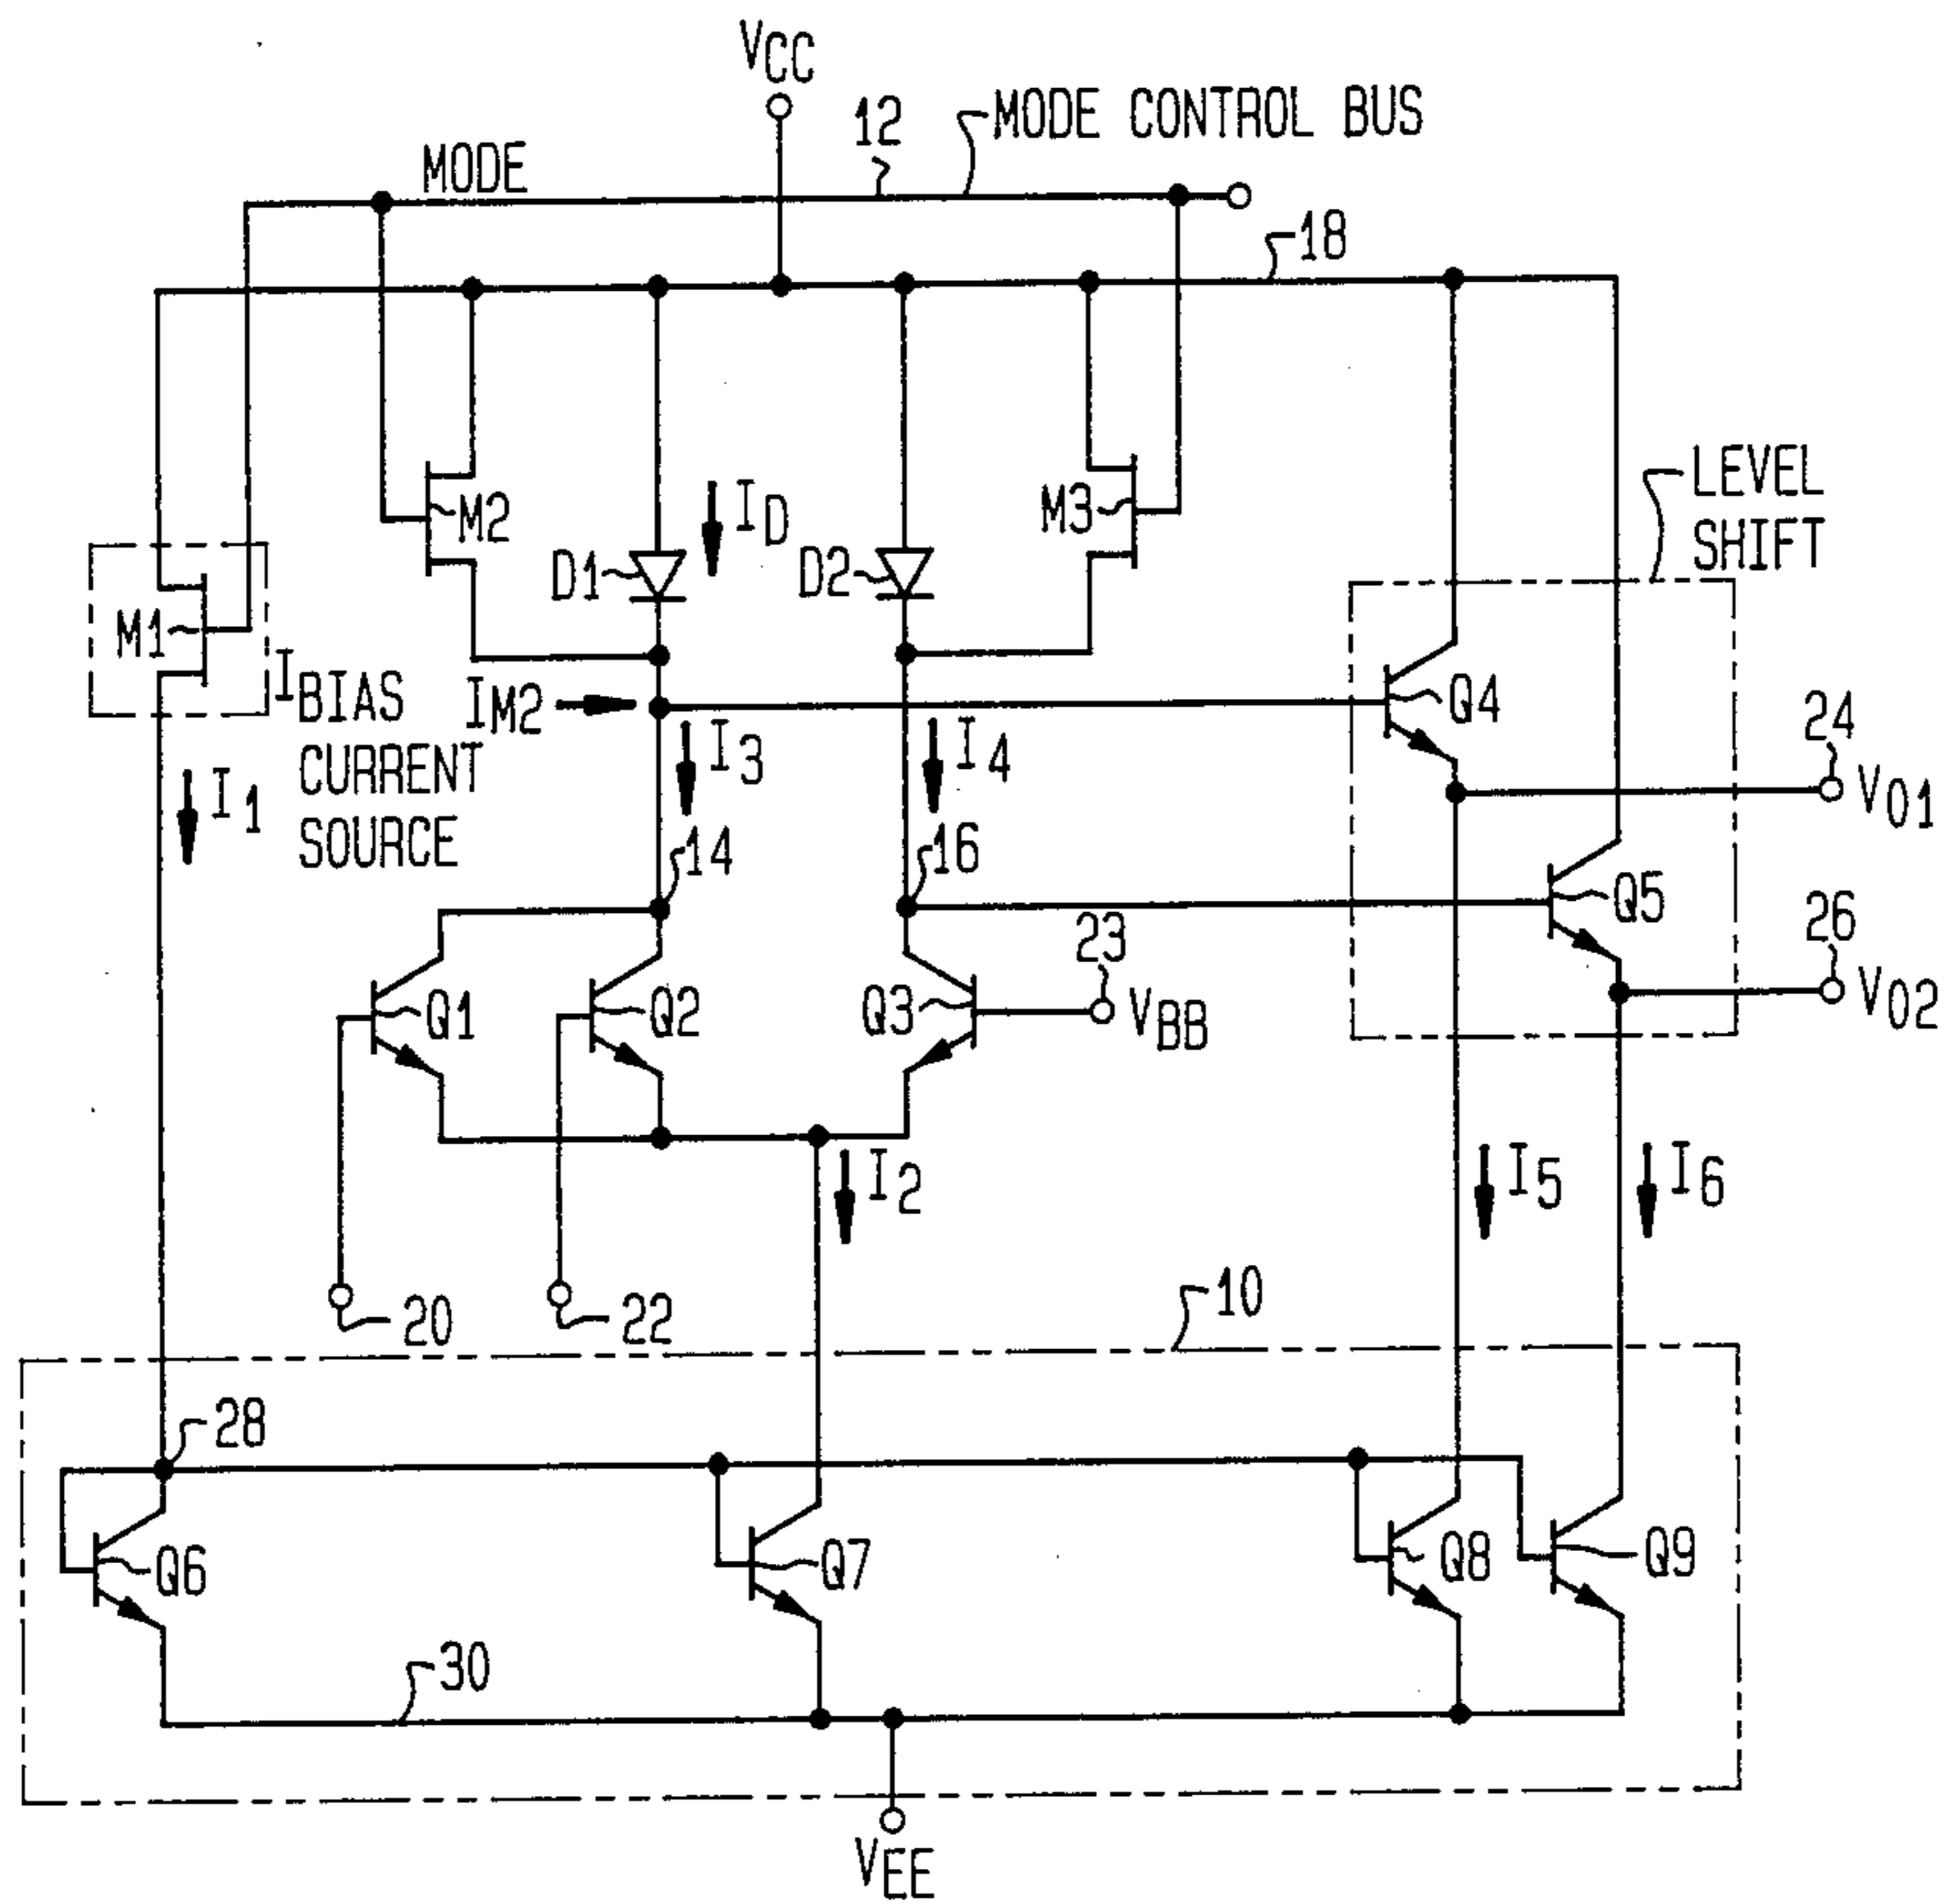 VCC
12
MODE CONTROL BUS
MODE
18
LEVEL
SHIFT
M2
ID
M3
D1
D2
M1
IBIAS
CURRENT
SOURCE
IM2
Q4
24
VO1
I1
I3
I4
14
16
Q5
26
VO2
23
VBB
Q1
Q2
Q3
I2
I5
I6
20
22
10
28
Q6
Q7
Q8
Q9
30
VEE